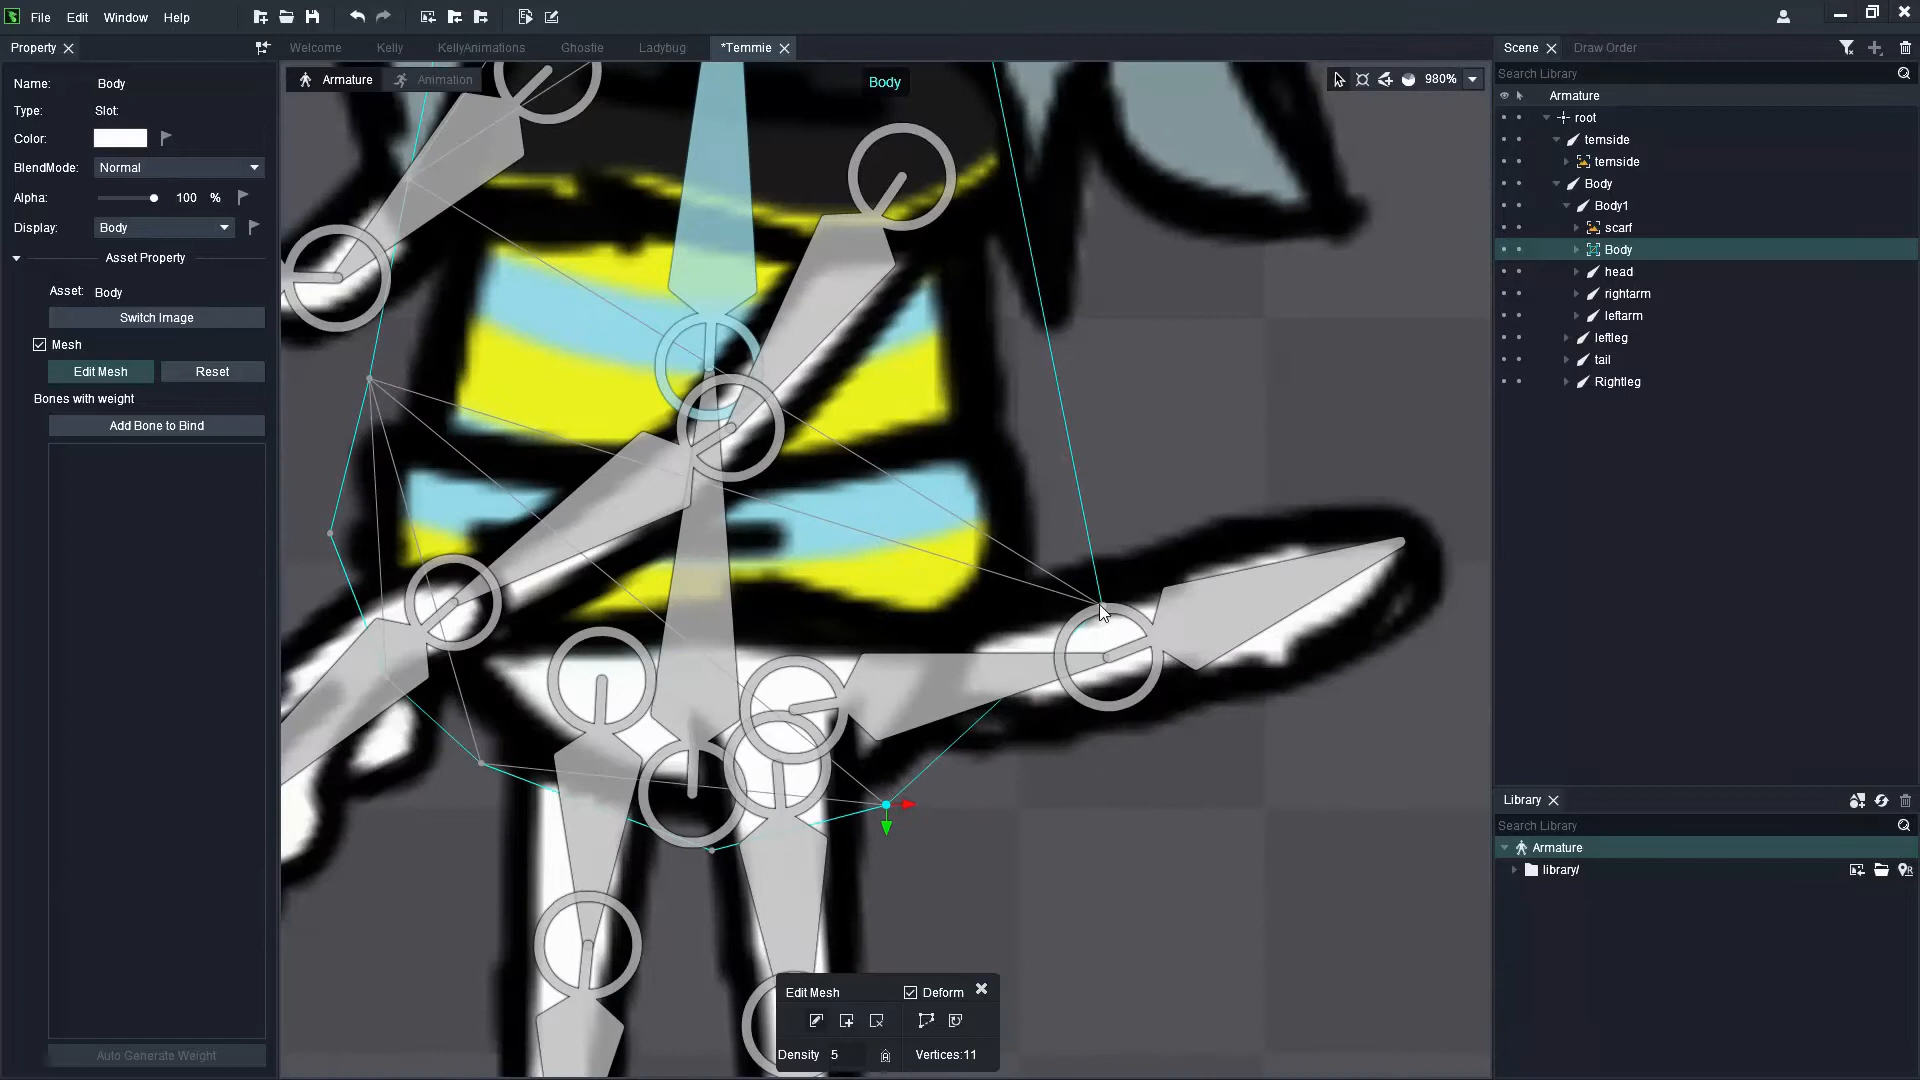 File Edit Window Help
Property
Welcome Kelly KellyAnimations Ghostie Ladybug *Temmie
Scene Draw Order
Name: Body
Type: Slot:
Color:
BlendMode: Normal
Alpha: 100 %
Display: Body
Asset Property
Asset: Body
Switch Image
Mesh
Edit Mesh Reset
Bones with weight
Add Bone to Bind
Auto Generate Weight
Armature Animation
Body
980%
Edit Mesh Deform
Density 5 Vertices:11
Search Library
Armature
root
temside
temside
Body
Body1
scarf
Body
head
rightarm
leftarm
leftleg
tail
Rightleg
Library
Search Library
Armature
library/